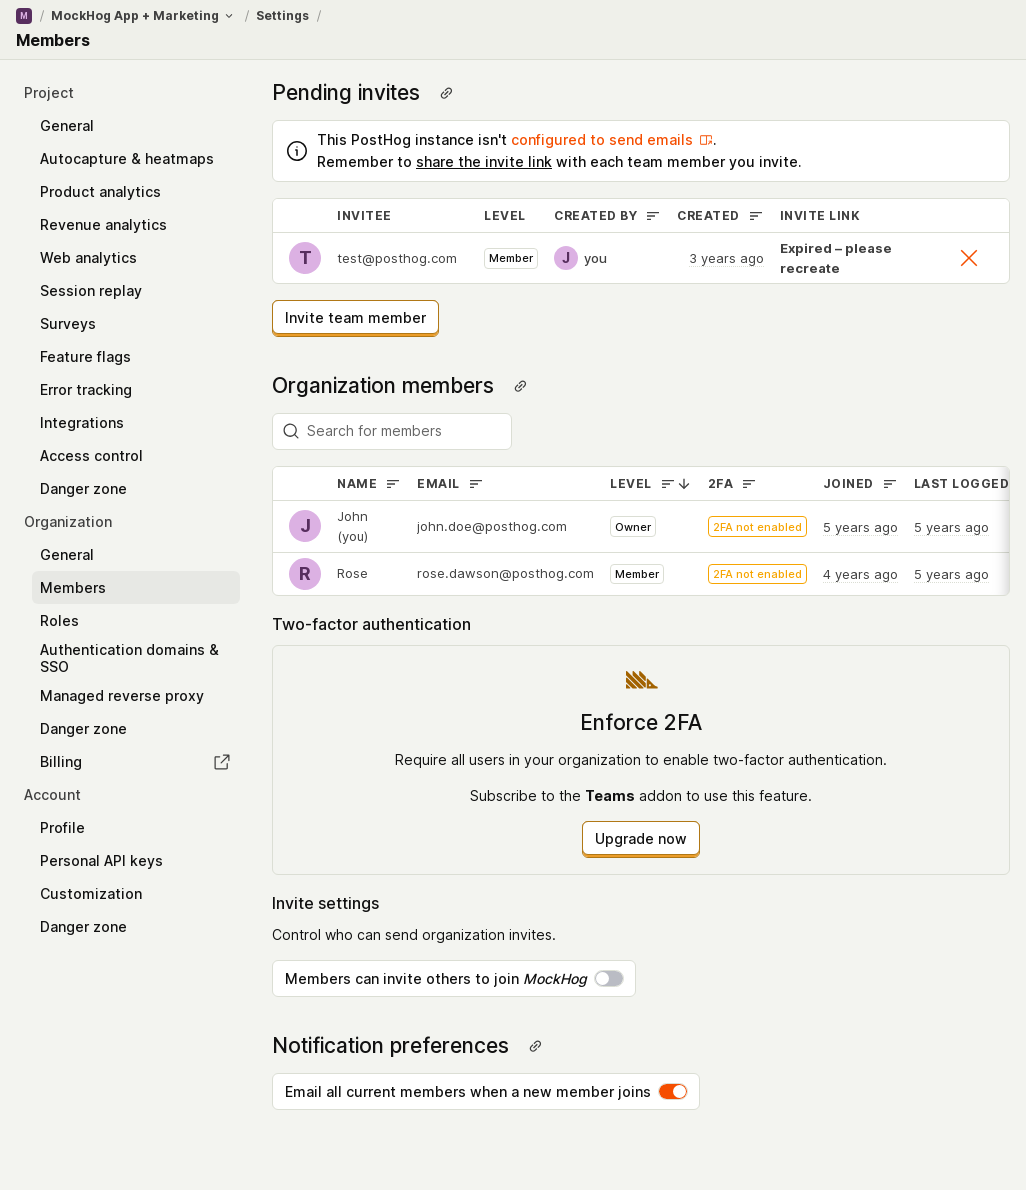 M / MockHog App + Marketing / Settings /
Members
Project
General
Autocapture & heatmaps
Product analytics
Revenue analytics
Web analytics
Session replay
Surveys
Feature flags
Error tracking
Integrations
Access control
Danger zone
Organization
General
Members
Roles
Authentication domains &
SSO
Managed reverse proxy
Danger zone
Billing
Account
Profile
Personal API keys
Customization
Danger zone
Pending invites
This PostHog instance isn't configured to send emails.
Remember to share the invite link with each team member you invite.
INVITEE LEVEL CREATED BY CREATED INVITE LINK
T test@posthog.com Member J you 3 years ago Expired – please
recreate
Invite team member
Organization members
Search for members
NAME EMAIL LEVEL 2FA JOINED LAST LOGGED
J John
(you) john.doe@posthog.com Owner 2FA not enabled 5 years ago 5 years ago
R Rose rose.dawson@posthog.com Member 2FA not enabled 4 years ago 5 years ago
Two-factor authentication
Enforce 2FA
Require all users in your organization to enable two-factor authentication.
Subscribe to the Teams addon to use this feature.
Upgrade now
Invite settings
Control who can send organization invites.
Members can invite others to join MockHog
Notification preferences
Email all current members when a new member joins